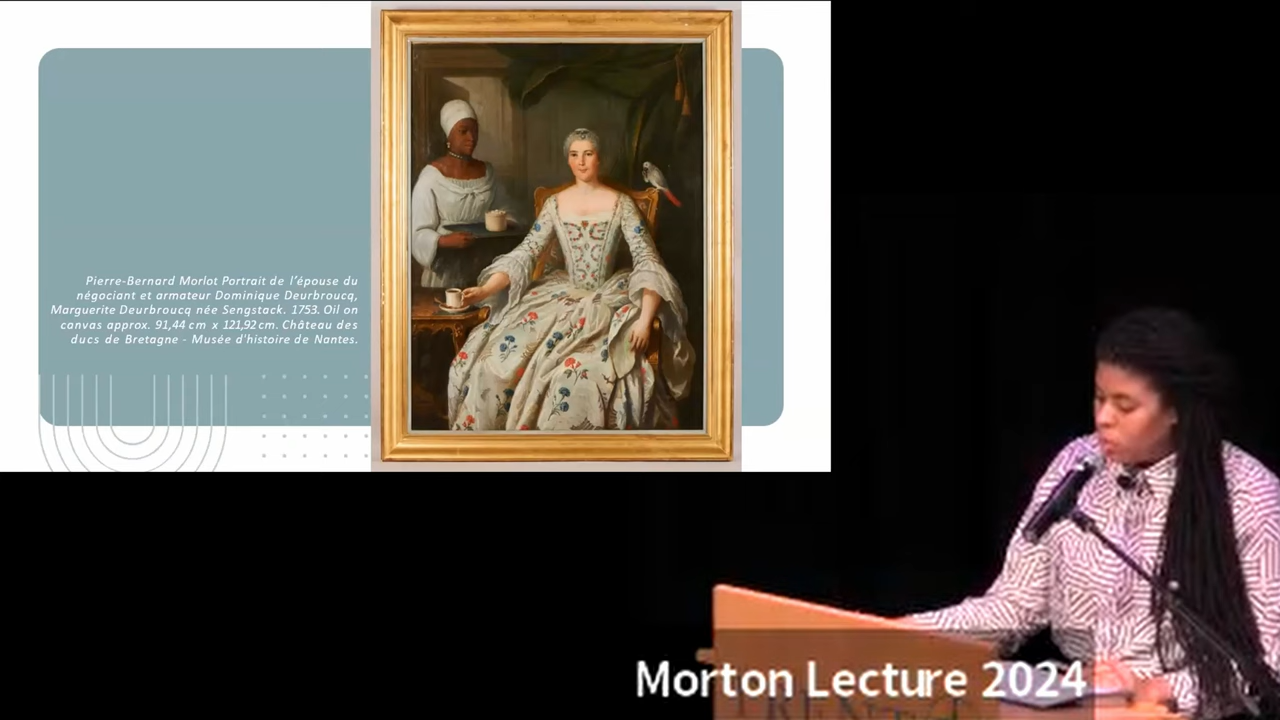 Pierre-Bernard Morlot Portrait de l'épouse du
négociant et armateur Dominique Deurbroucq,
Marguerite Deurbroucq née Sengstack. 1753. Oil on
canvas approx. 91,44 cm x 121,92 cm. Château des
ducs de Bretagne - Musée d'histoire de Nantes.
Morton Lecture 2024